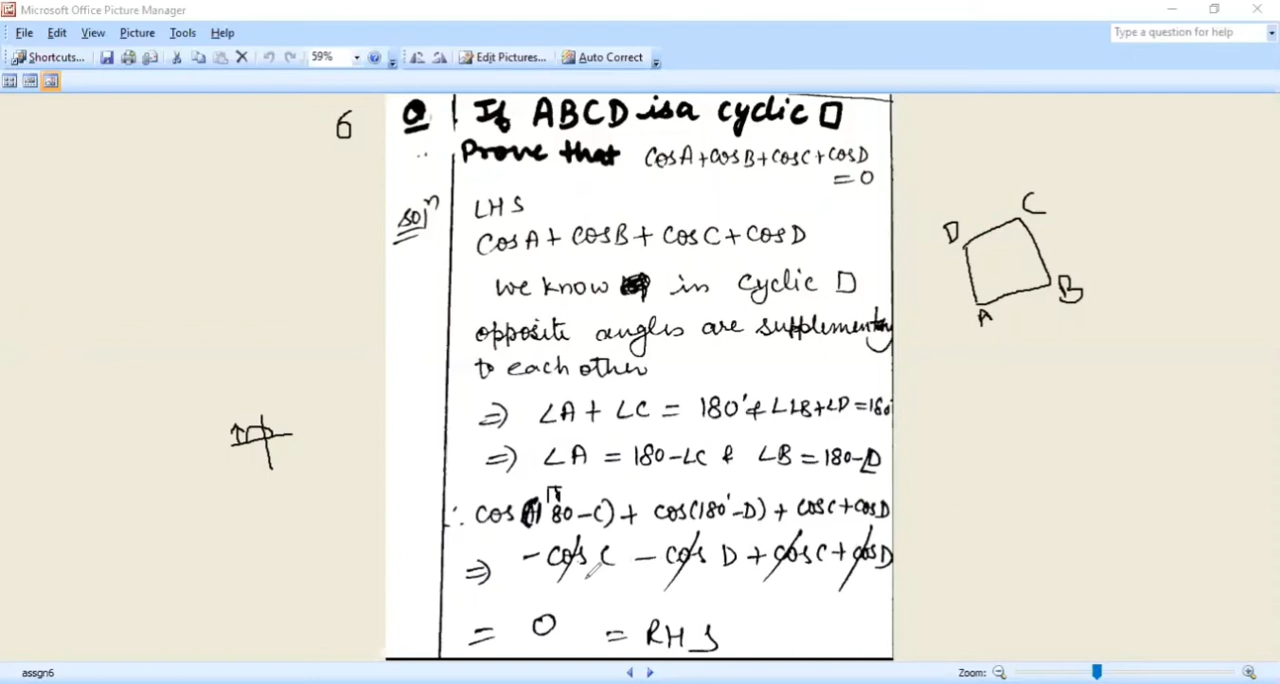 Microsoft Office Picture Manager
File Edit View Picture Tools Help
Type a question for help
Shortcuts... 59% Edit Pictures... Auto Correct
6
Q If ABCD is a cyclic □
Prove that cosA+cosB+cosC+cosD
=0
Solⁿ
LHS
CosA+ cosB+ cosC+cosD
we know in cyclic □
opposite angles are supplementary
to each other
⇒ ∠A + ∠C = 180° & ∠B+∠D=180
⇒ ∠A = 180-∠C & ∠B=180-D
∴ cos(180-C)+ cos(180°-D)+ cosC+cosD
π
⇒ -cosC - cosD+cosC+cosD
= 0 = RHS
D
C
B
A
assgn6
Zoom: